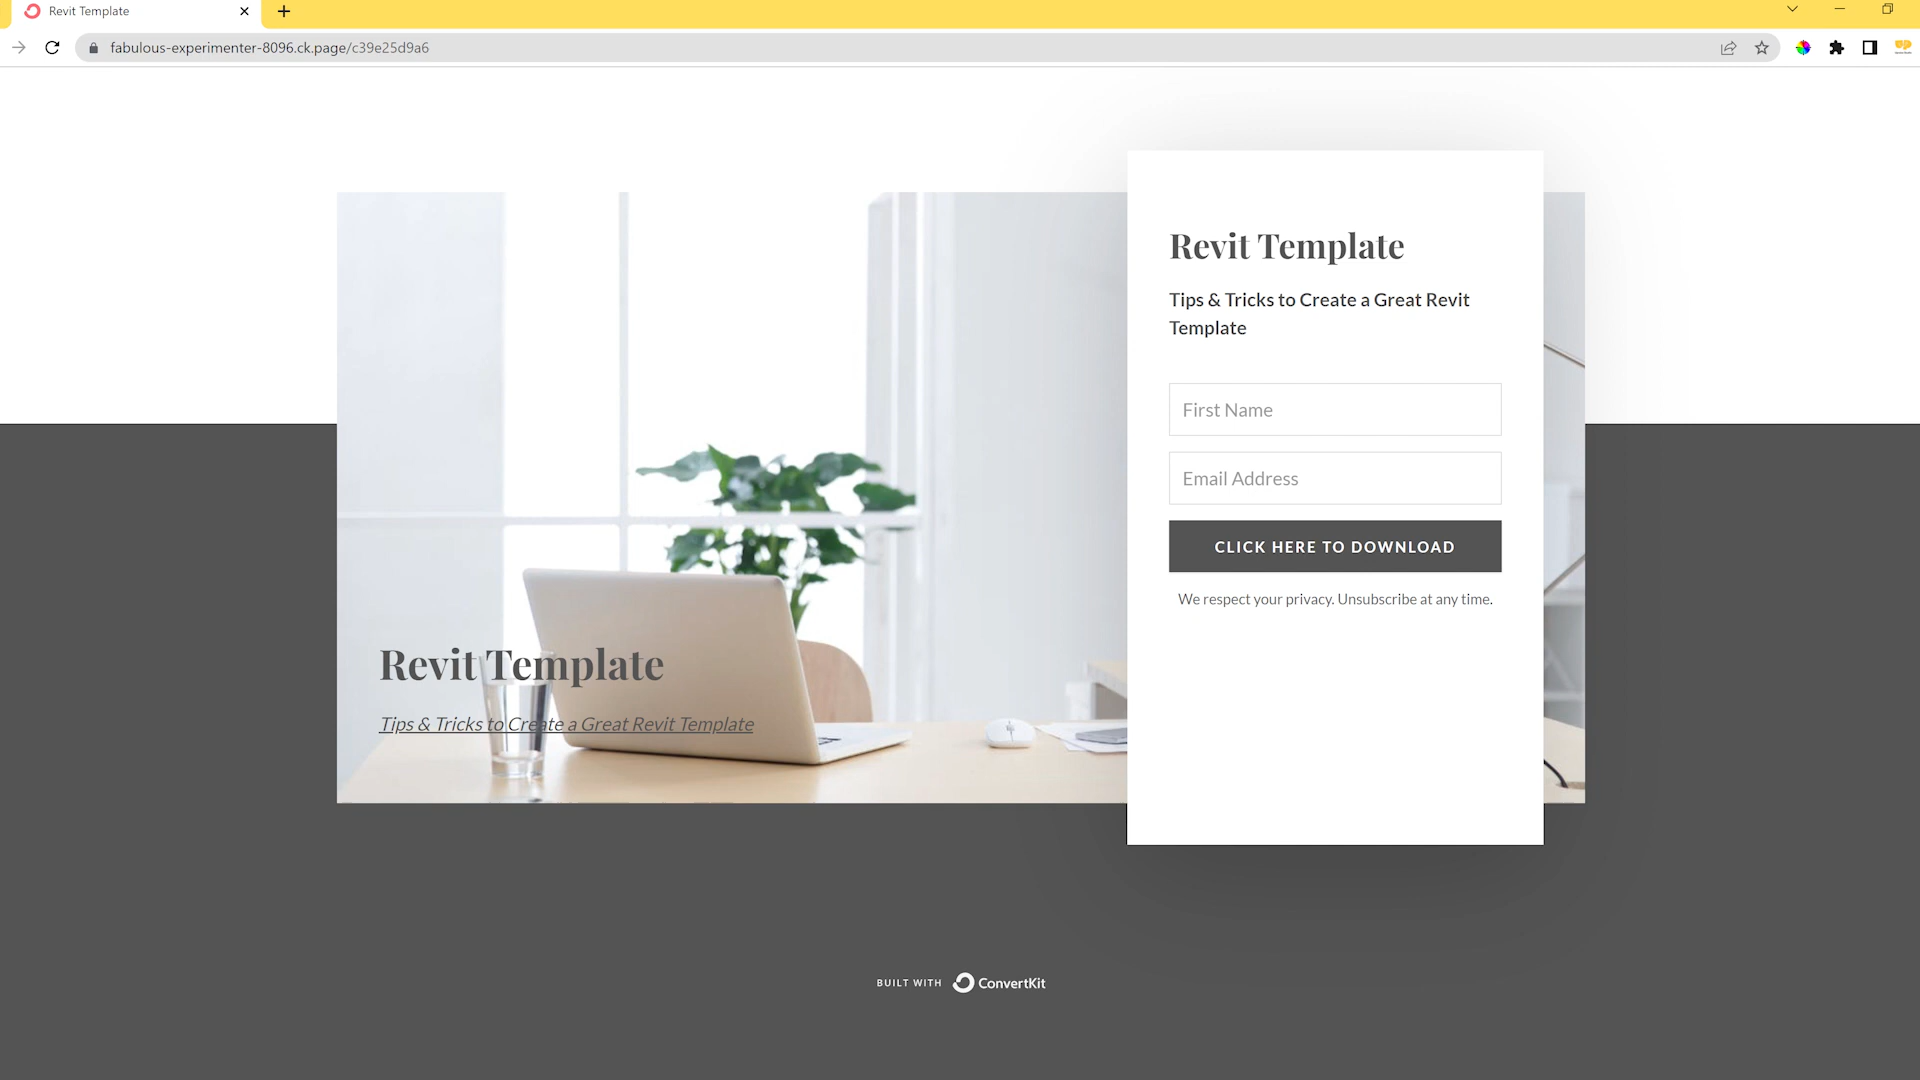 Revit Template
fabulous-experimenter-8096.ck.page/c39e25d9a6
Revit Template
Tips & Tricks to Create a Great Revit
Template
First Name
Email Address
CLICK HERE TO DOWNLOAD
We respect your privacy. Unsubscribe at any time.
Revit Template
Tips & Tricks to Create a Great Revit Template
BUILT WITH ConvertKit